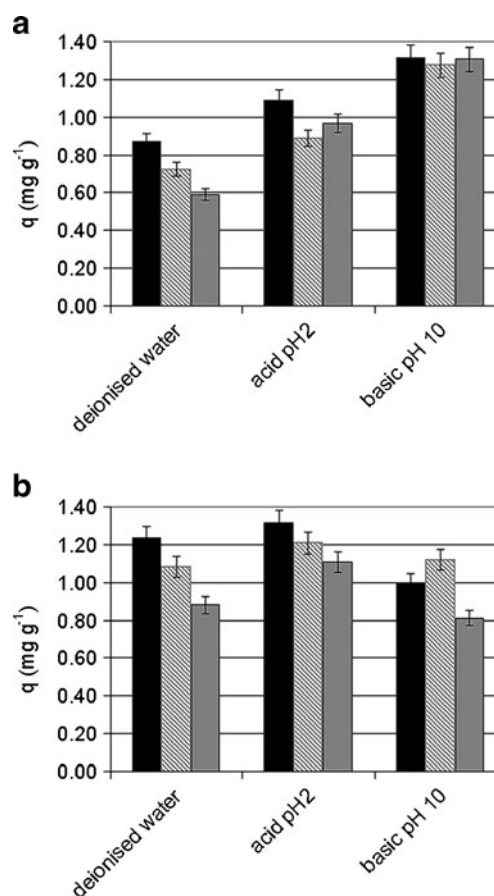 a
q (mg g-1)
1.40
1.20
1.00
0.80
0.60
0.40
0.20
0.00
deionised water
acid pH2
basic pH 10
b
q (mg g-1)
1.40
1.20
1.00
0.80
0.60
0.40
0.20
0.00
deionised water
acid pH2
basic pH 10